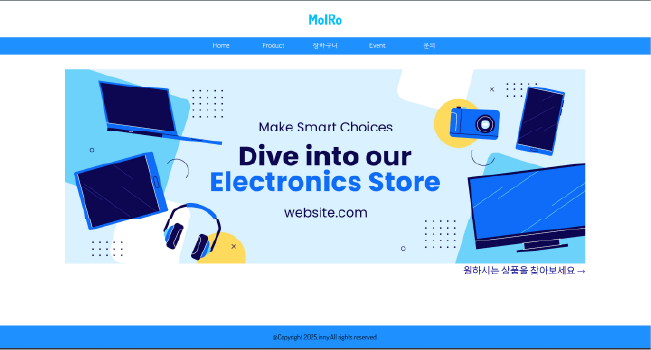 MolRo
Home Product 장바구니 Event 문의
Make Smart Choices
Dive into our
Electronics Store
website.com
원하시는 상품을 찾아보세요 →
©Copyright 2025.inny.All rights reserved.